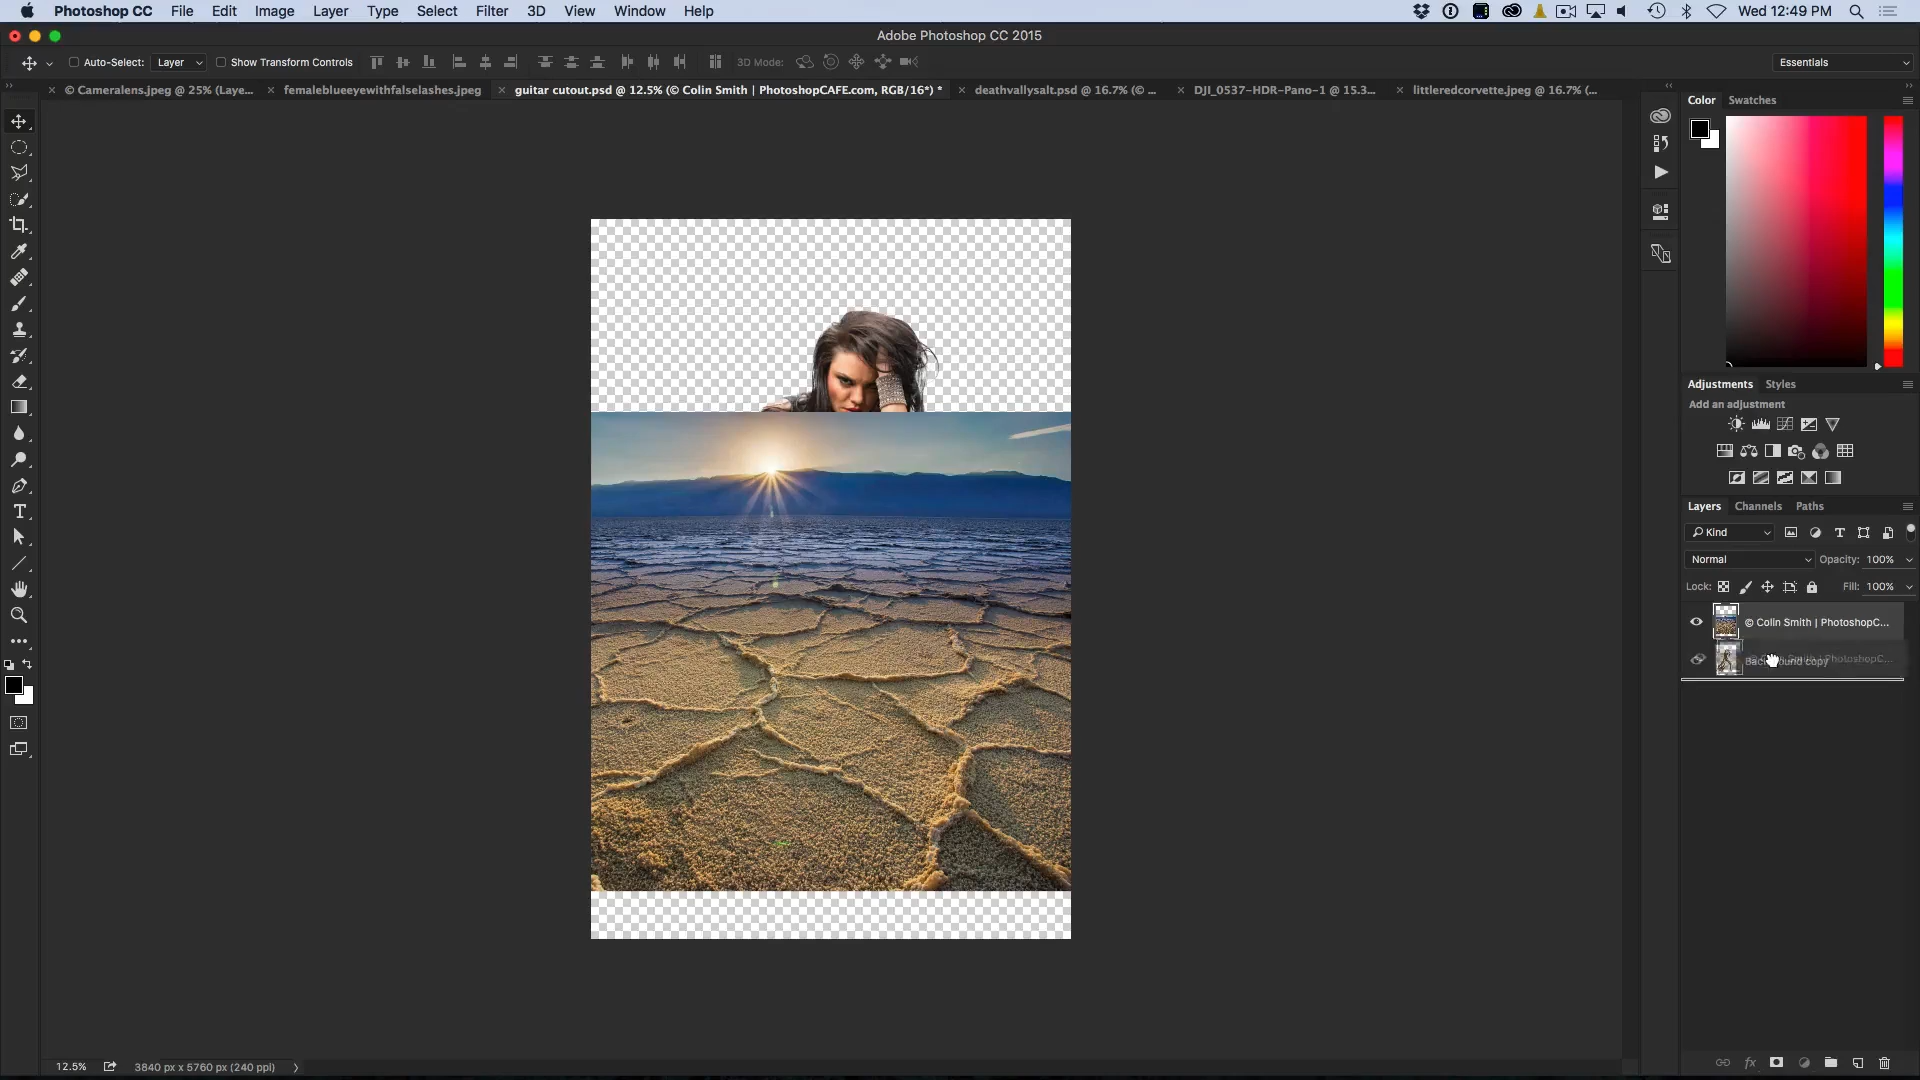 Photoshop CC File Edit Image Layer Type Select Filter 3D View Window Help Wed 12:49 PM
Adobe Photoshop CC 2015
Auto-Select: Layer Show Transform Controls 3D Mode: Essentials
© Cameralens.jpeg @ 25% (Laye... femaleblueeyewithfalselashes.jpeg guitar cutout.psd @ 12.5% (© Colin Smith | PhotoshopCAFE.com, RGB/16*) * deathvallysalt.psd @ 16.7% (© ... DJI_0537-HDR-Pano-1 @ 15.3... littleredcorvette.jpeg @ 16.7% (...
Color Swatches
Adjustments Styles
Add an adjustment
Layers Channels Paths
Kind
Normal Opacity: 100%
Lock: Fill: 100%
© Colin Smith | PhotoshopC...
Background copy
12.5% 3840 px x 5760 px (240 ppi)